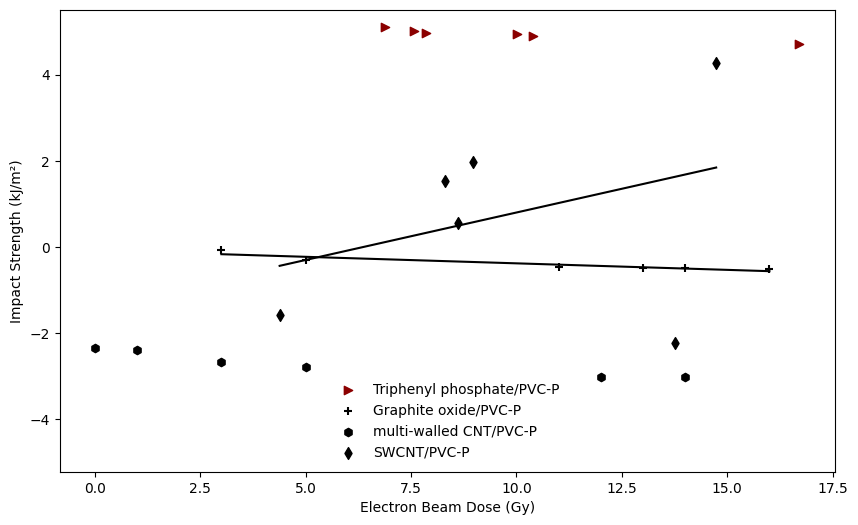 4
2
0
−2
−4
Impact Strength (kJ/m²)
Triphenyl phosphate/PVC-P
Graphite oxide/PVC-P
multi-walled CNT/PVC-P
SWCNT/PVC-P
0.0 2.5 5.0 7.5 10.0 12.5 15.0 17.5
Electron Beam Dose (Gy)